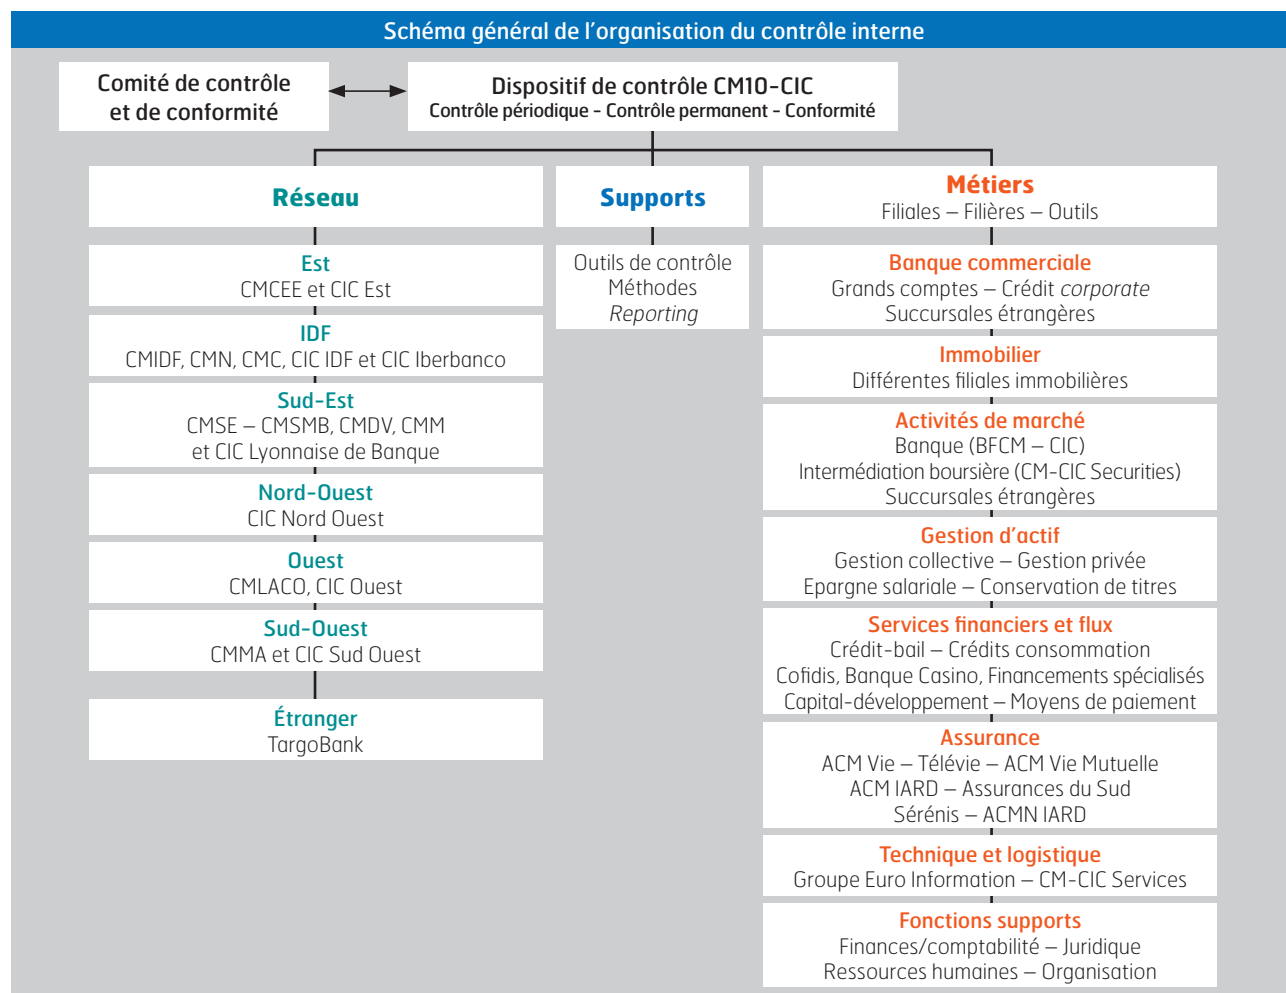 Schéma général de l'organisation du contrôle interne
Comité de contrôle
et de conformité
Dispositif de contrôle CM10-CIC
Contrôle périodique - Contrôle permanent - Conformité
Réseau
Est
CMCEE et CIC Est
IDF
CMIDF, CMN, CMC, CIC IDF et CIC Iberbanco
Sud-Est
CMSE – CMSMB, CMDV, CMM
et CIC Lyonnaise de Banque
Nord-Ouest
CIC Nord Ouest
Ouest
CMLACO, CIC Ouest
Sud-Ouest
CMMA et CIC Sud Ouest
Étranger
TargoBank
Supports
Outils de contrôle
Méthodes
Reporting
Métiers
Filiales – Filières – Outils
Banque commerciale
Grands comptes – Crédit corporate
Succursales étrangères
Immobilier
Différentes filiales immobilières
Activités de marché
Banque (BFCM – CIC)
Intermédiation boursière (CM-CIC Securities)
Succursales étrangères
Gestion d'actif
Gestion collective – Gestion privée
Epargne salariale – Conservation de titres
Services financiers et flux
Crédit-bail – Crédits consommation
Cofidis, Banque Casino, Financements spécialisés
Capital-développement – Moyens de paiement
Assurance
ACM Vie – Télévie – ACM Vie Mutuelle
ACM IARD – Assurances du Sud
Sérénis – ACMN IARD
Technique et logistique
Groupe Euro Information – CM-CIC Services
Fonctions supports
Finances/comptabilité – Juridique
Ressources humaines – Organisation